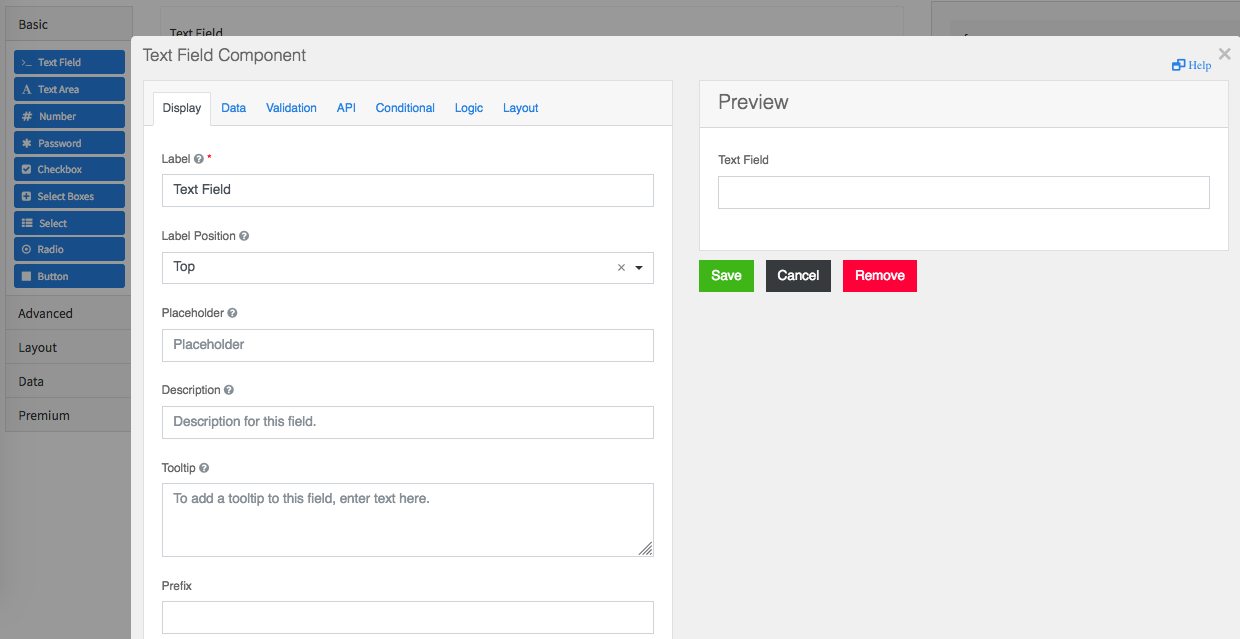 Basic
>_ Text Field
A Text Area
# Number
Password
Checkbox
Select Boxes
Select
Radio
Button
Advanced
Layout
Data
Premium
Text Field
Text Field Component
Help
×
Display Data Validation API Conditional Logic Layout
Label *
Text Field
Label Position
Top ×
Placeholder
Placeholder
Description
Description for this field.
Tooltip
To add a tooltip to this field, enter text here.
Prefix
Preview
Text Field
Save Cancel Remove